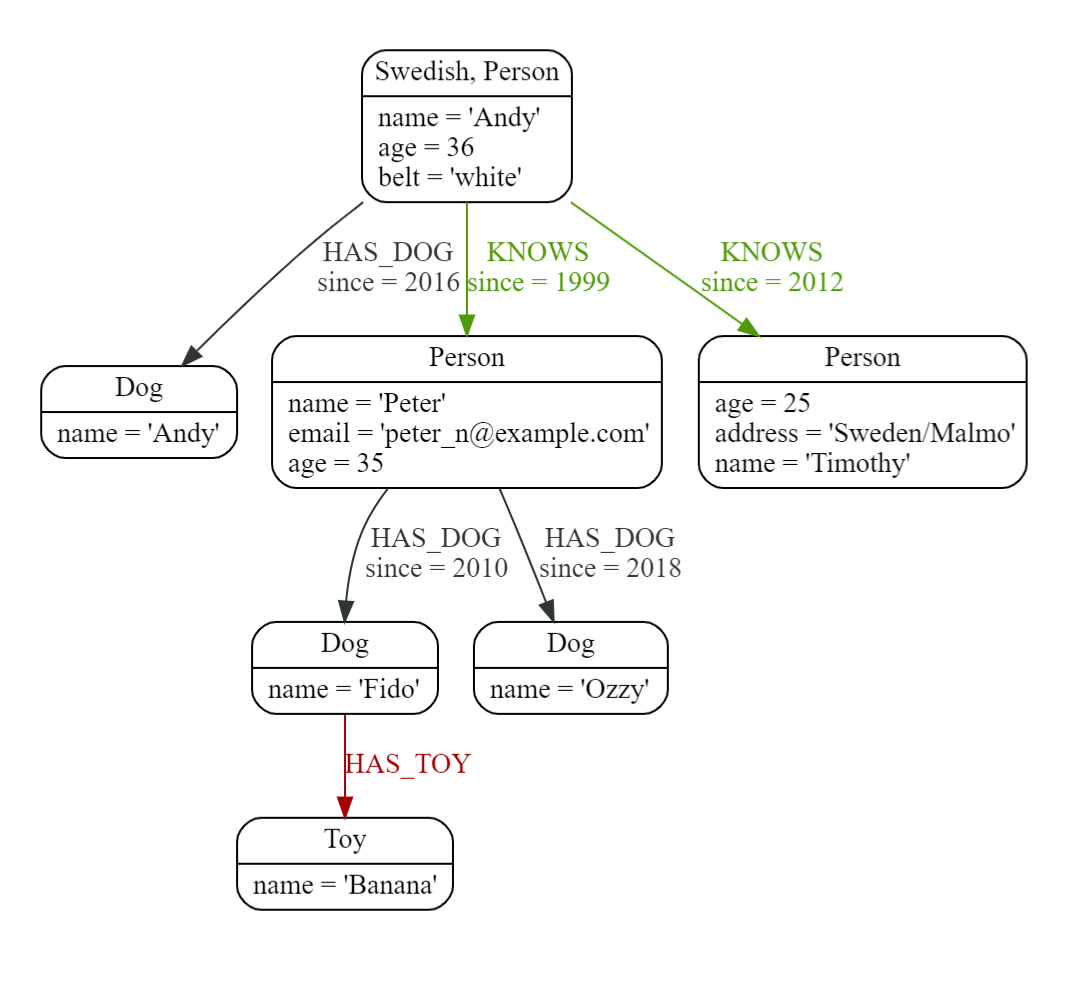 Swedish, Person
name = 'Andy'
age = 36
belt = 'white'
HAS_DOG
since = 2016
KNOWS
since = 1999
KNOWS
since = 2012
Dog
name = 'Andy'
Person
name = 'Peter'
email = 'peter_n@example.com'
age = 35
Person
age = 25
address = 'Sweden/Malmo'
name = 'Timothy'
HAS_DOG
since = 2010
HAS_DOG
since = 2018
Dog
name = 'Fido'
Dog
name = 'Ozzy'
HAS_TOY
Toy
name = 'Banana'